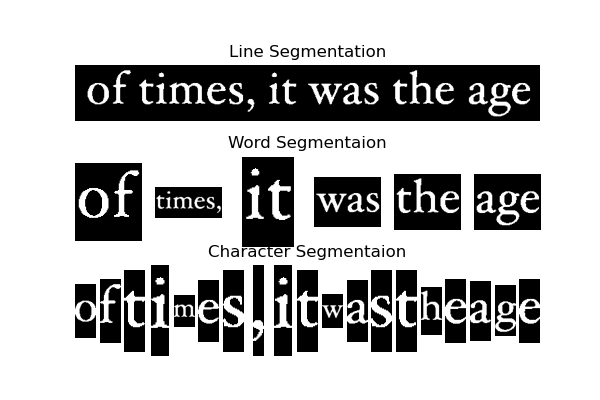 Line Segmentation
of times, it was the age
Word Segmentaion
of times, it was the age
Character Segmentaion
o f t i m e s , i t w a s t h e a g e